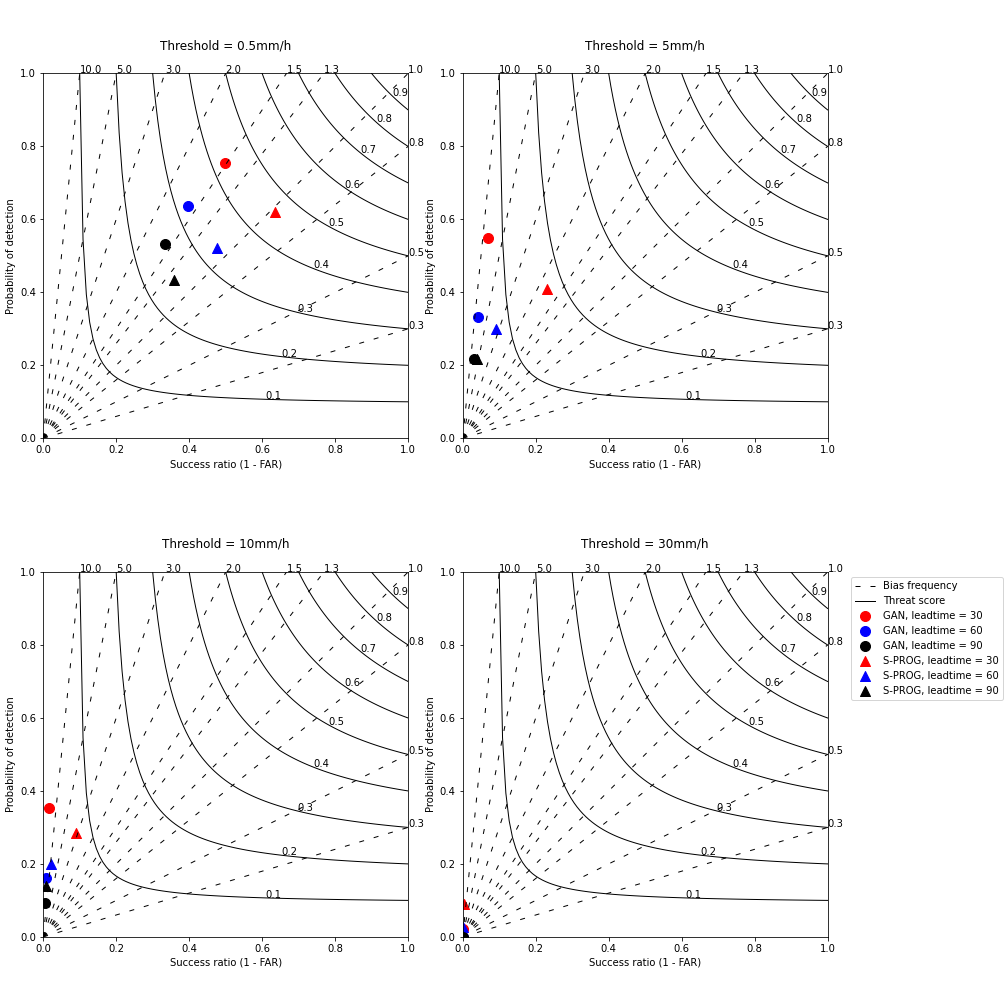 Threshold = 0.5mm/h
10.0 5.0 3.0 2.0 1.5 1.3 1.0
1.0
0.9
0.8
0.8
0.8
0.7
0.6
0.6
0.5
0.5
0.4
0.4
0.3
0.3
0.2
0.2
0.1
0.0
0.0 0.2 0.4 0.6 0.8 1.0
Probability of detection
Success ratio (1 - FAR)
Threshold = 5mm/h
10.0 5.0 3.0 2.0 1.5 1.3 1.0
1.0
0.9
0.8
0.8
0.8
0.7
0.6
0.6
0.5
0.5
0.4
0.4
0.3
0.3
0.2
0.2
0.1
0.0
0.0 0.2 0.4 0.6 0.8 1.0
Probability of detection
Success ratio (1 - FAR)
Threshold = 10mm/h
10.0 5.0 3.0 2.0 1.5 1.3 1.0
1.0
0.9
0.8
0.8
0.8
0.7
0.6
0.6
0.5
0.5
0.4
0.4
0.3
0.3
0.2
0.2
0.1
0.0
0.0 0.2 0.4 0.6 0.8 1.0
Probability of detection
Success ratio (1 - FAR)
Threshold = 30mm/h
10.0 5.0 3.0 2.0 1.5 1.3 1.0
1.0
0.9
0.8
0.8
0.8
0.7
0.6
0.6
0.5
0.5
0.4
0.4
0.3
0.3
0.2
0.2
0.1
0.0
0.0 0.2 0.4 0.6 0.8 1.0
Probability of detection
Success ratio (1 - FAR)
Bias frequency
Threat score
GAN, leadtime = 30
GAN, leadtime = 60
GAN, leadtime = 90
S-PROG, leadtime = 30
S-PROG, leadtime = 60
S-PROG, leadtime = 90